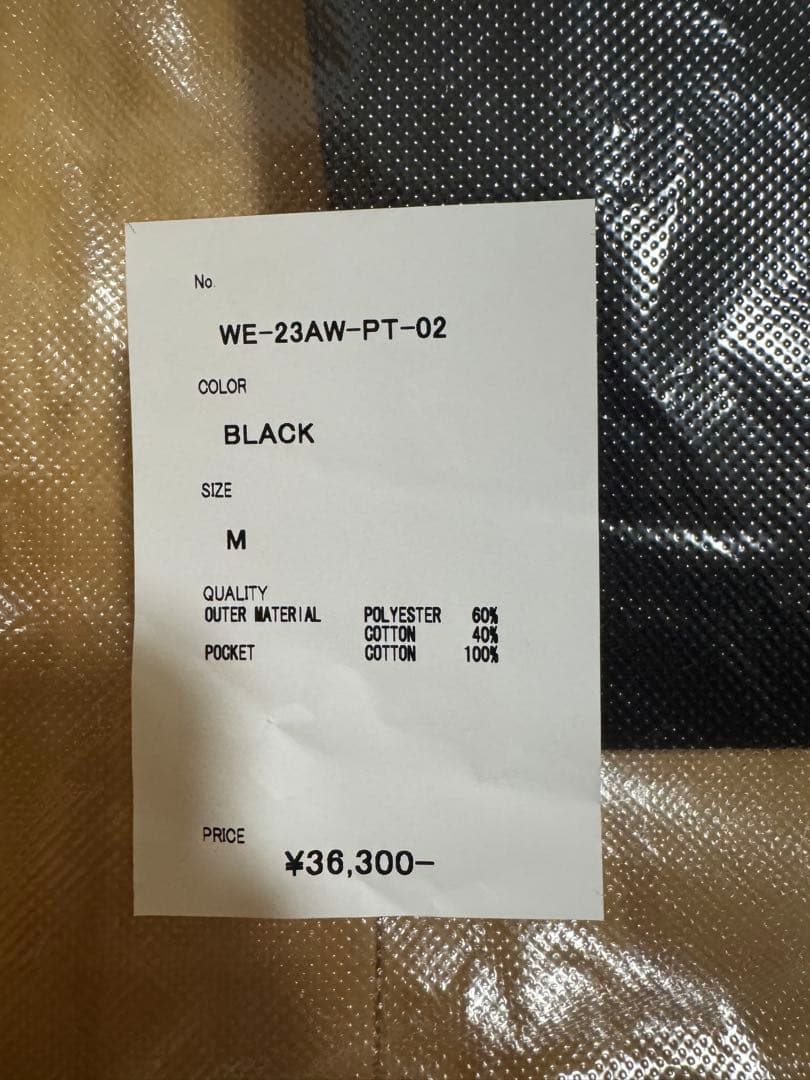 No.
WE-23AW-PT-02
COLOR
BLACK
SIZE
M
QUALITY
OUTER MATERIAL POLYESTER 60%
COTTON 40%
POCKET COTTON 100%
PRICE
¥36,300-